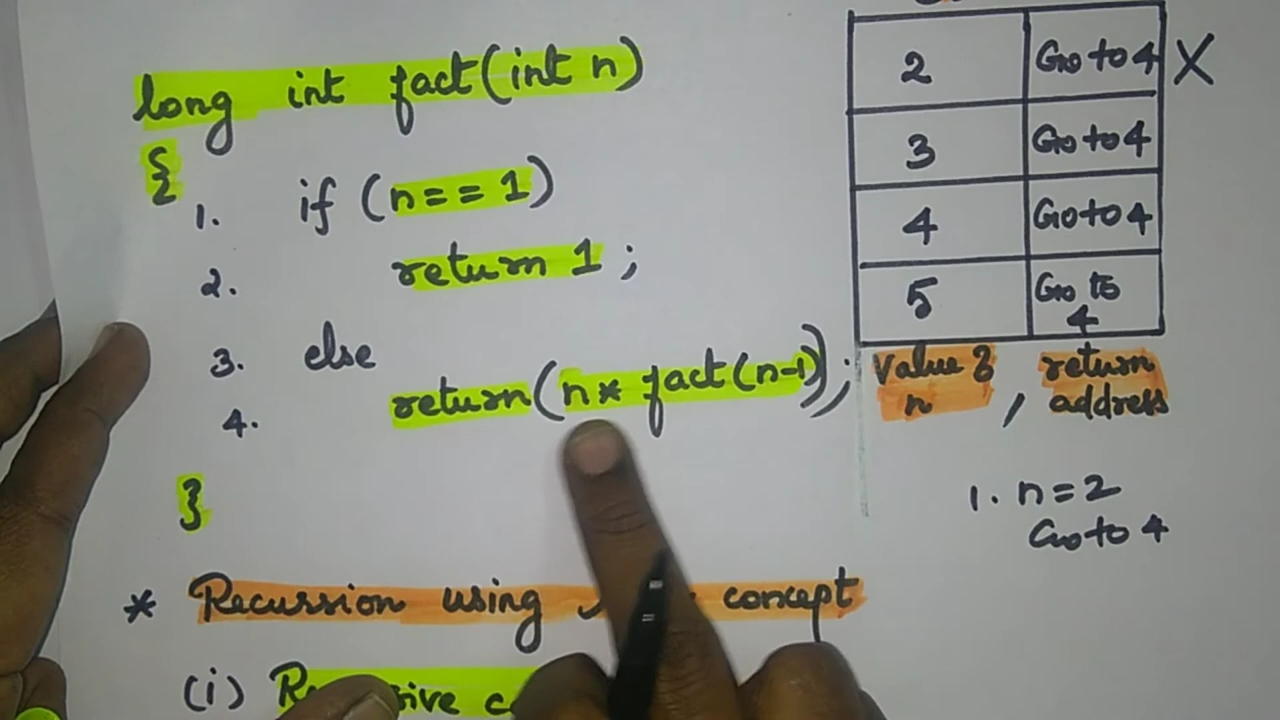 long int fact(int n)
{
1. if (n == 1)
2. return 1;
3. else
4. return(n* fact(n-1));
}
* Recursion using concept
(i)
2 Go to 4 X
3 Go to 4
4 Go to 4
5 Go to 4
Value of n , return address
1. n=2
Go to 4